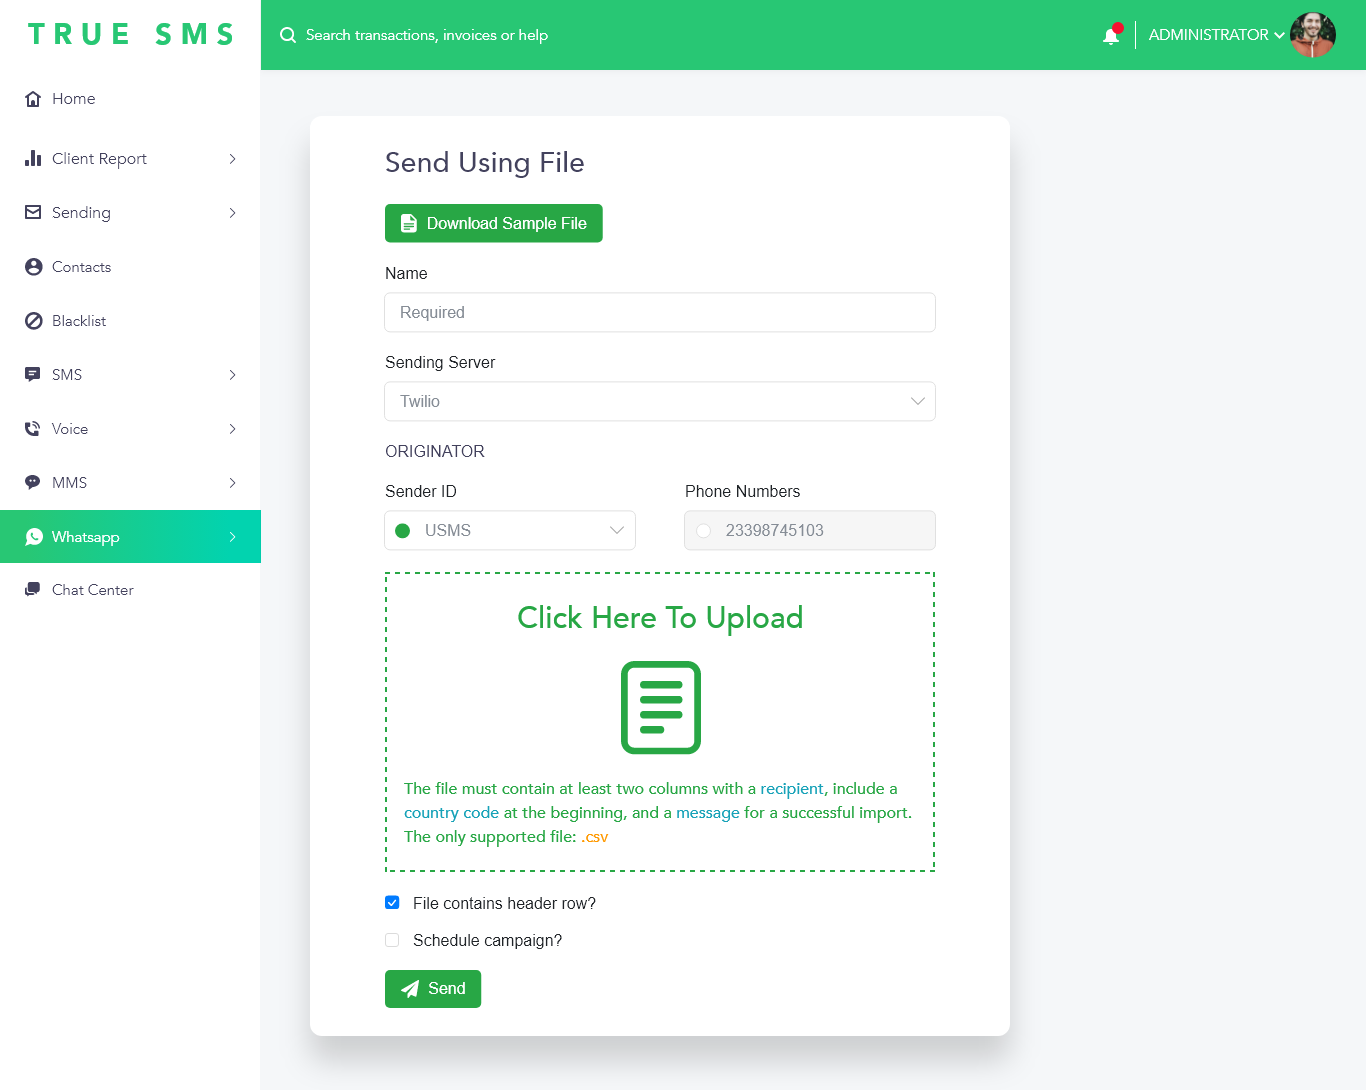 TRUE SMS
Search transactions, invoices or help
ADMINISTRATOR
Home
Client Report
Sending
Contacts
Blacklist
SMS
Voice
MMS
Whatsapp
Chat Center
Send Using File
Download Sample File
Name
Required
Sending Server
Twilio
ORIGINATOR
Sender ID
Phone Numbers
USMS
23398745103
Click Here To Upload
The file must contain at least two columns with a recipient, include a
country code at the beginning, and a message for a successful import.
The only supported file: .csv
File contains header row?
Schedule campaign?
Send